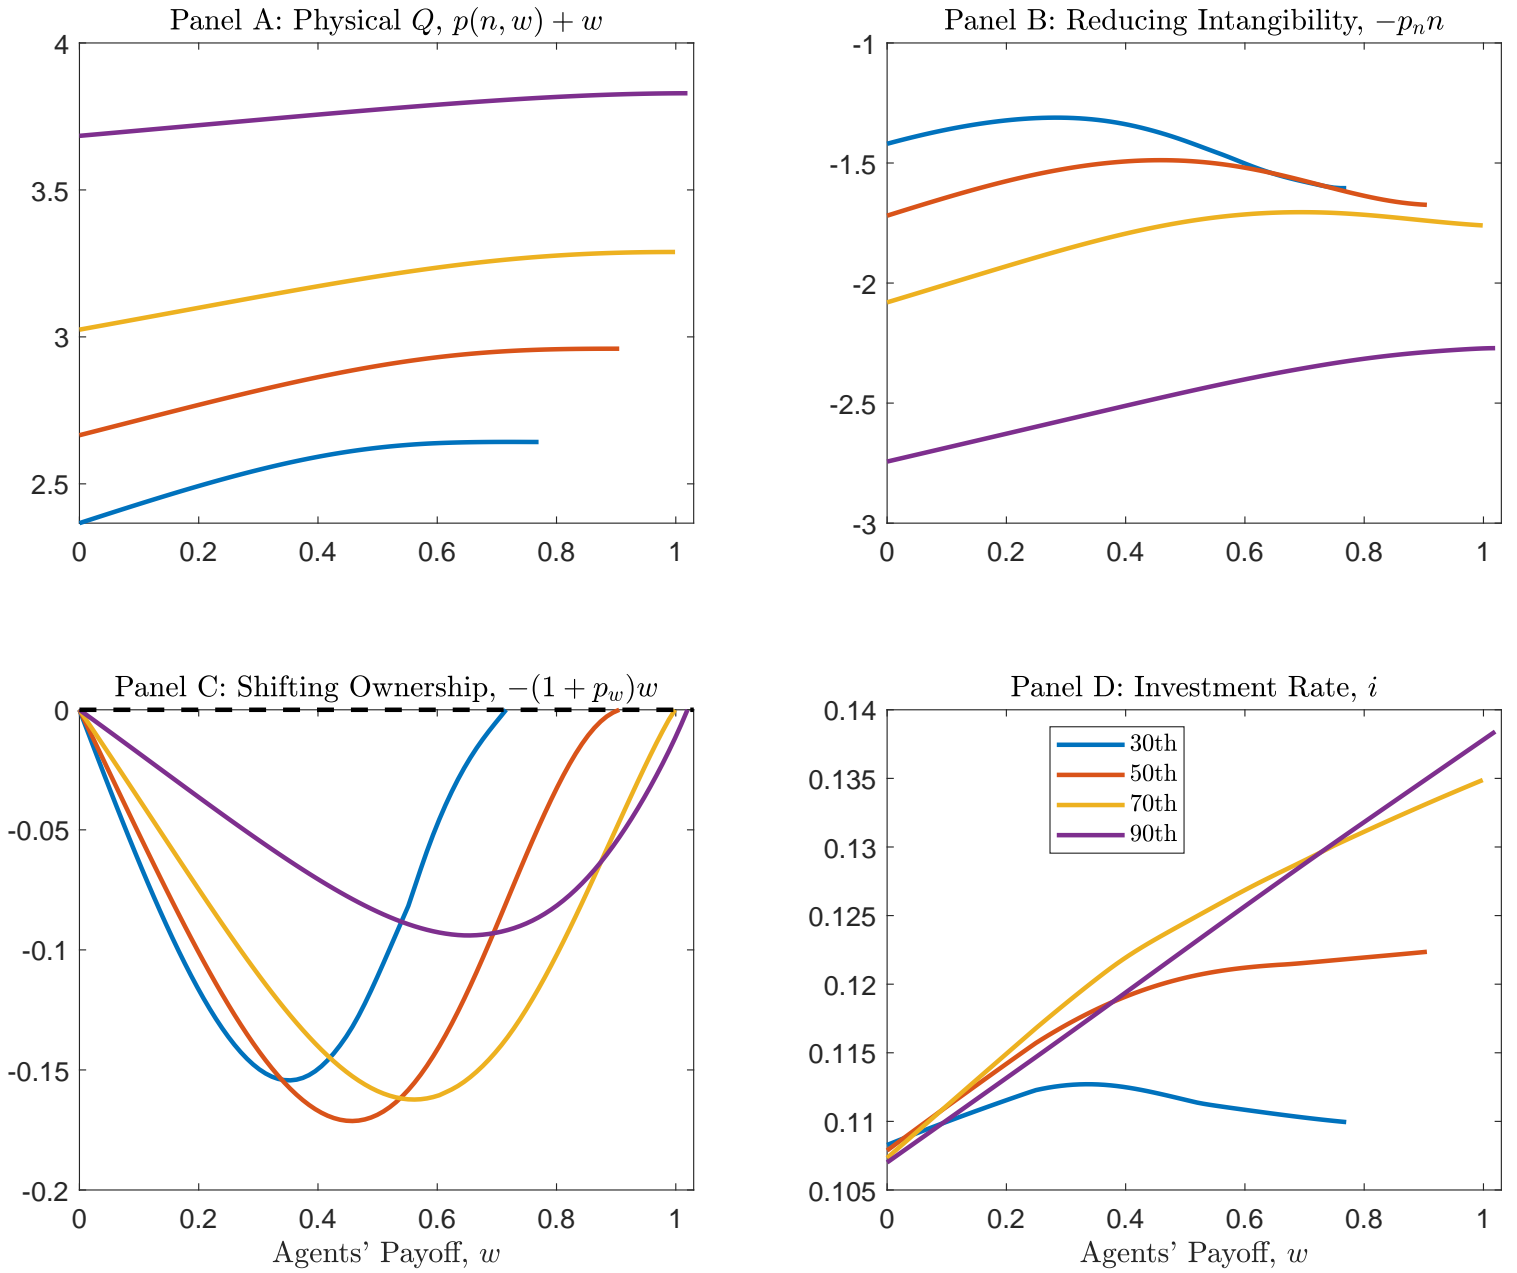 Panel A: Physical Q, p(n, w) + w
4
3.5
3
2.5
0 0.2 0.4 0.6 0.8 1
Panel B: Reducing Intangibility, −pₙn
-1
-1.5
-2
-2.5
-3
0 0.2 0.4 0.6 0.8 1
Panel C: Shifting Ownership, −(1 + p_w)w
0
-0.05
-0.1
-0.15
-0.2
0 0.2 0.4 0.6 0.8 1
Agents' Payoff, w
Panel D: Investment Rate, i
0.14
0.135
0.13
0.125
0.12
0.115
0.11
0.105
30th
50th
70th
90th
0 0.2 0.4 0.6 0.8 1
Agents' Payoff, w